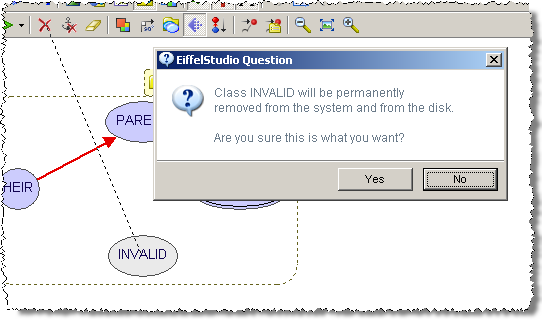 EiffelStudio Question
Class INVALID will be permanently
removed from the system and from the disk.
Are you sure this is what you want?
Yes
No
PARE
HEIR
INVALID